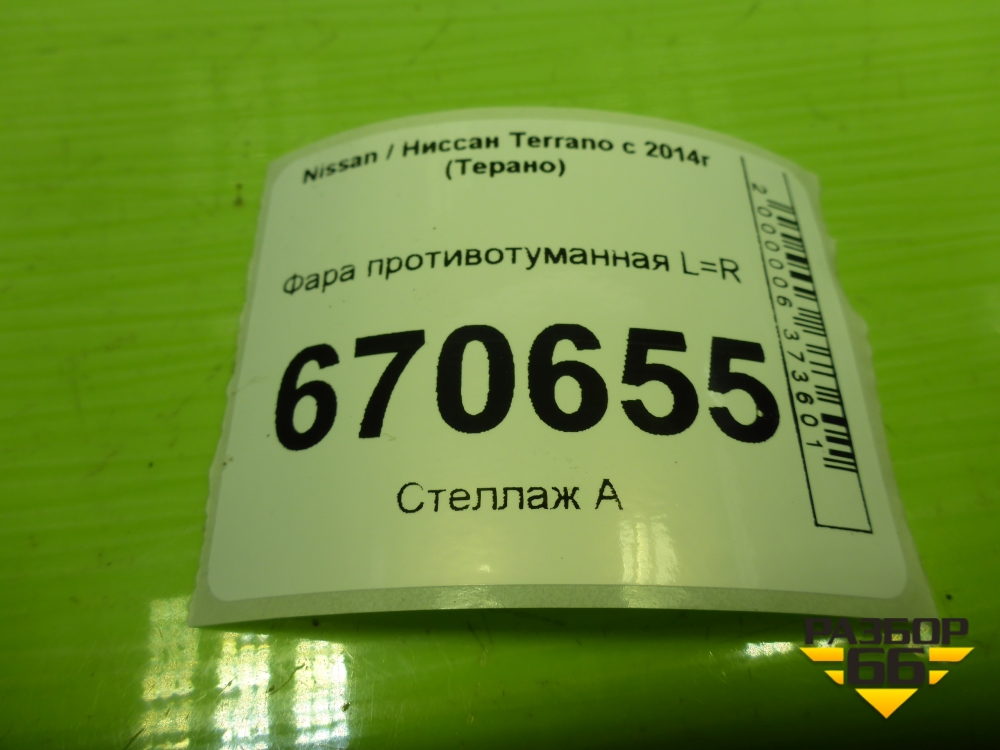 Nissan / Ниссан Terrano с 2014г
(Терано)
Фара противотуманная L=R
670655
Стеллаж А
2000006373601
РАЗБОР
66